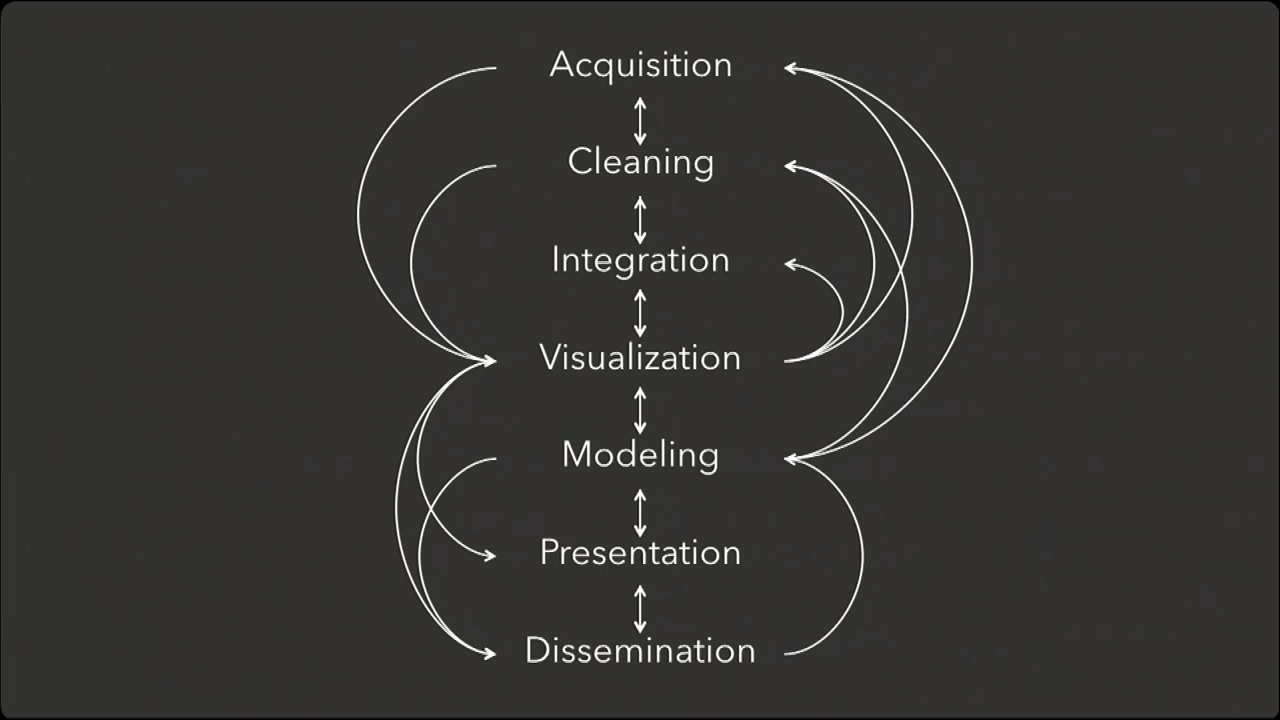 Acquisition
Cleaning
Integration
Visualization
Modeling
Presentation
Dissemination